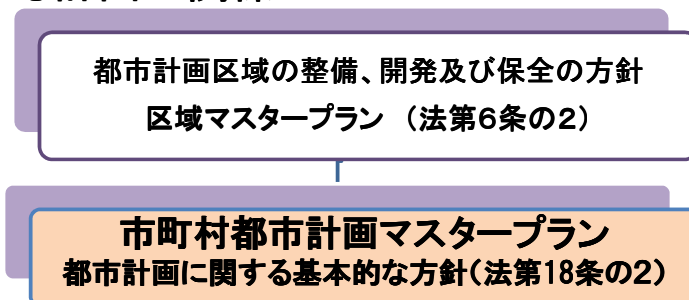 都市計画区域の整備、開発及び保全の方針
区域マスタープラン （法第6条の2）
市町村都市計画マスタープラン
都市計画に関する基本的な方針(法第18条の2)